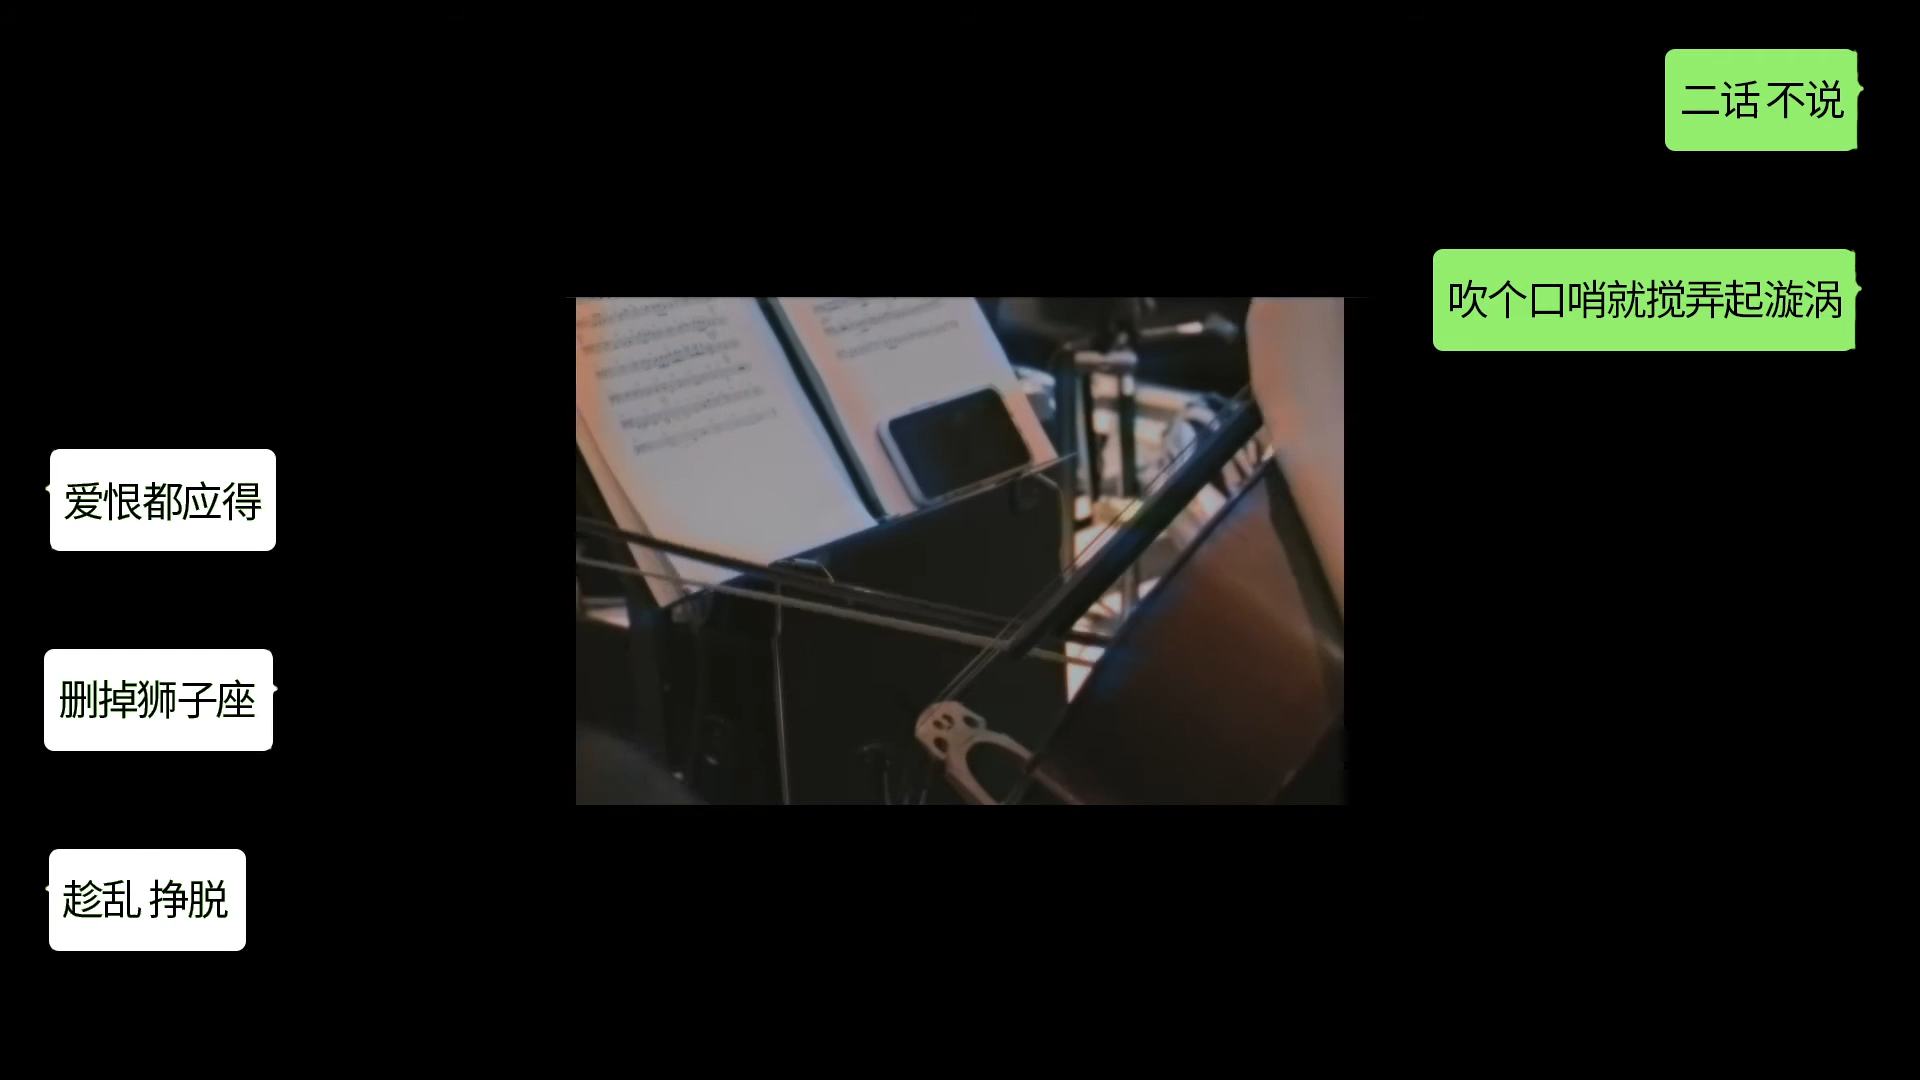 二话 不说
吹个口哨就搅弄起漩涡
爱恨都应得
删掉狮子座
趁乱 挣脱